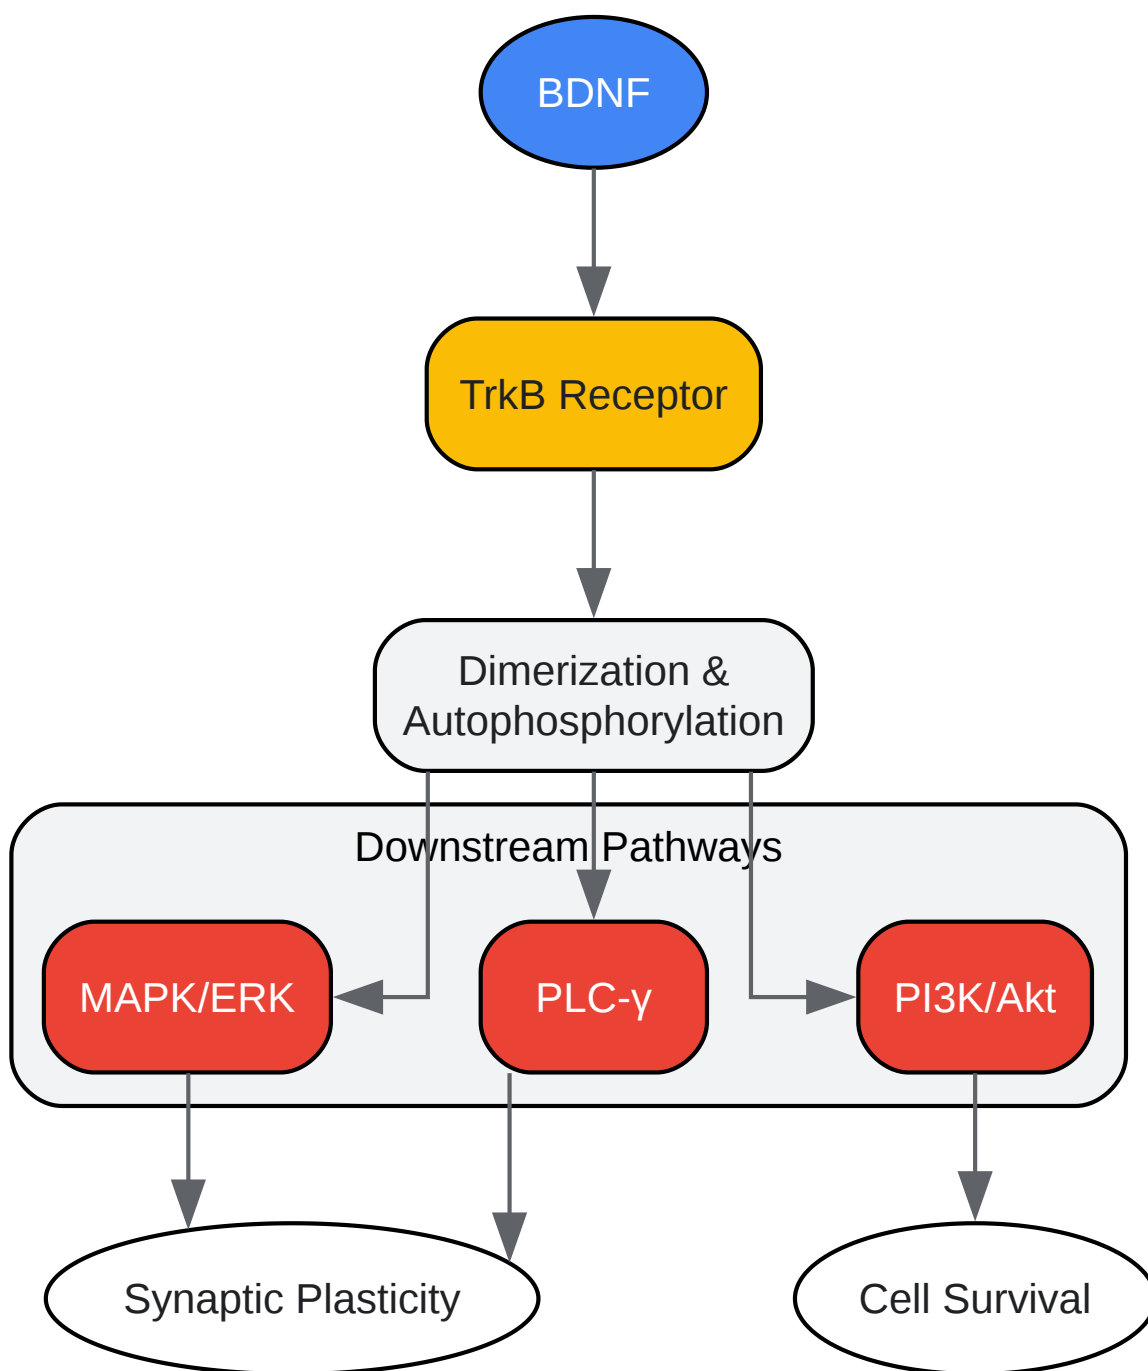 BDNF
TrkB Receptor
Dimerization &
Autophosphorylation
Downstream Pathways
MAPK/ERK
PLC-γ
PI3K/Akt
Synaptic Plasticity
Cell Survival